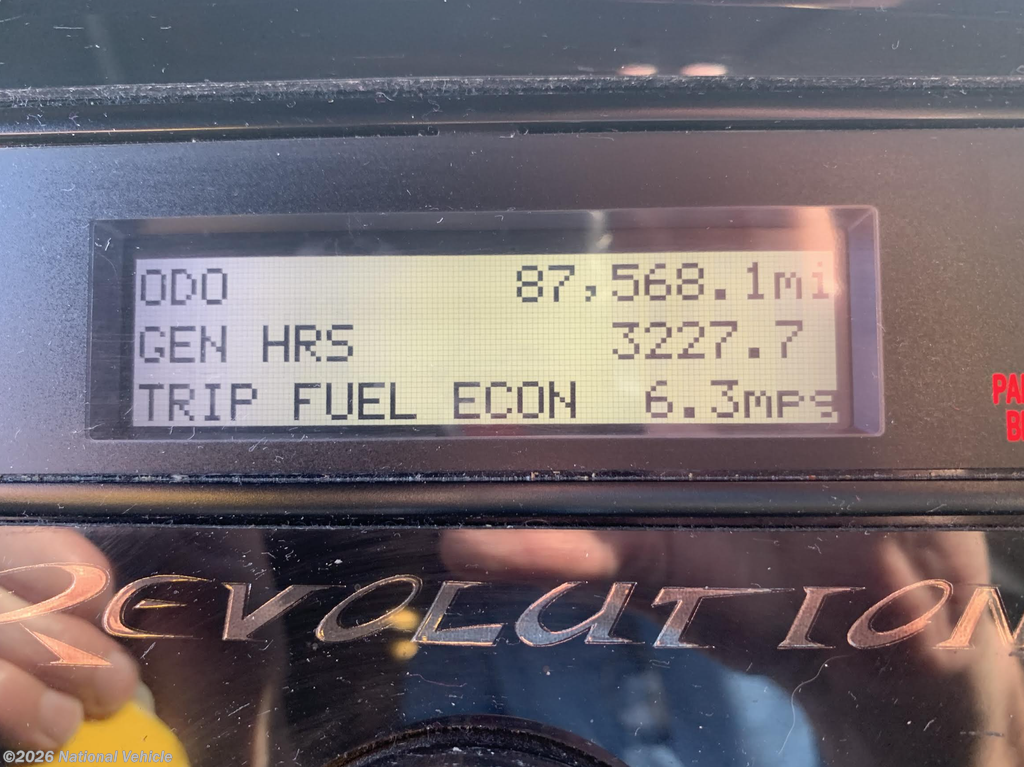 ODO 87,568.1mi
GEN HRS 3227.7
TRIP FUEL ECON 6.3mpg
REVOLUTION
©2026 National Vehicle